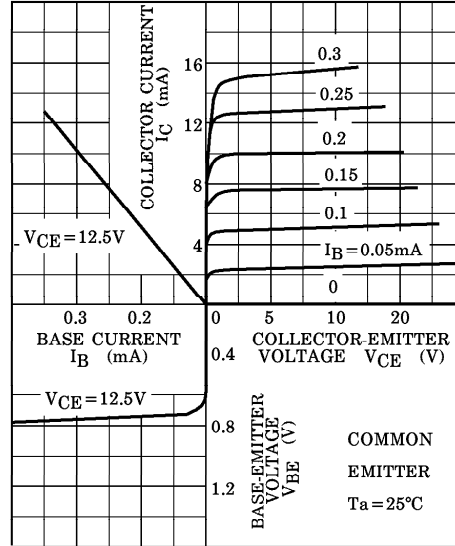 COLLECTOR CURRENT
I_C (mA)
16
12
8
4
0.3
0.25
0.2
0.15
0.1
I_B=0.05mA
0
V_CE=12.5V
0.3
0.2
BASE CURRENT
I_B (mA)
0
5
10
20
COLLECTOR-EMITTER
VOLTAGE V_CE (V)
0.4
0.8
1.2
V_CE=12.5V
BASE-EMITTER
VOLTAGE
V_BE (V)
COMMON
EMITTER
Ta=25°C